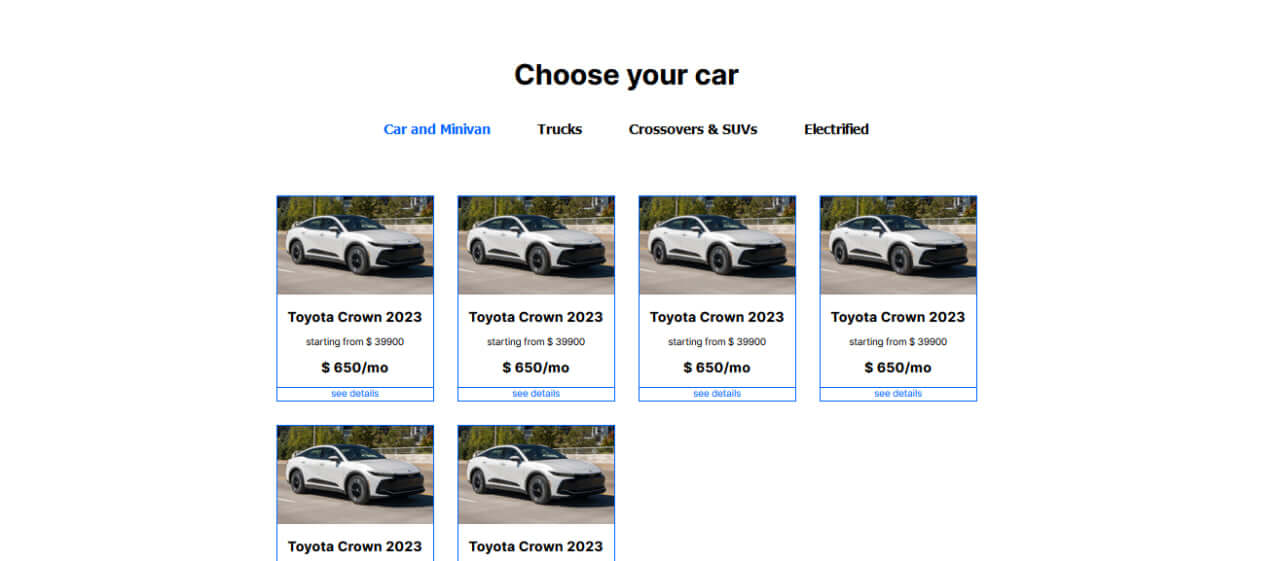 Choose your car
Car and Minivan Trucks Crossovers & SUVs Electrified
Toyota Crown 2023 Toyota Crown 2023 Toyota Crown 2023 Toyota Crown 2023
starting from $ 39900 starting from $ 39900 starting from $ 39900 starting from $ 39900
$ 650/mo $ 650/mo $ 650/mo $ 650/mo
see details see details see details see details
Toyota Crown 2023 Toyota Crown 2023